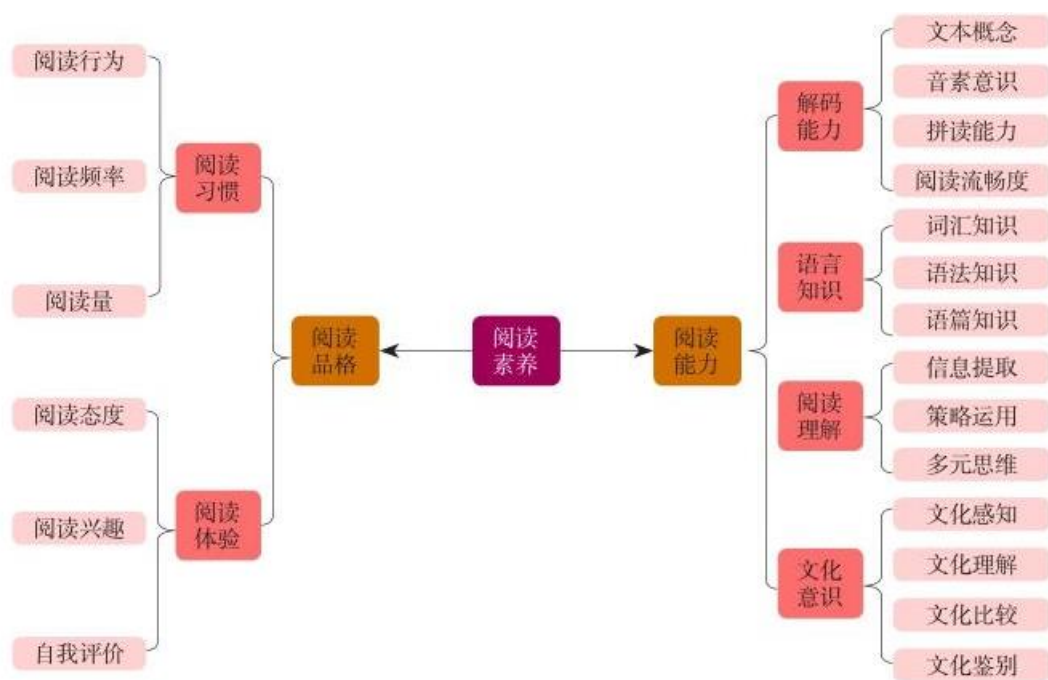 阅读行为
阅读频率
阅读量
阅读
习惯
阅读态度
阅读兴趣
自我评价
阅读
体验
阅读
品格
阅读
素养
阅读
能力
解码
能力
文本概念
音素意识
拼读能力
阅读流畅度
语言
知识
词汇知识
语法知识
语篇知识
阅读
理解
信息提取
策略运用
多元思维
文化
意识
文化感知
文化理解
文化比较
文化鉴别